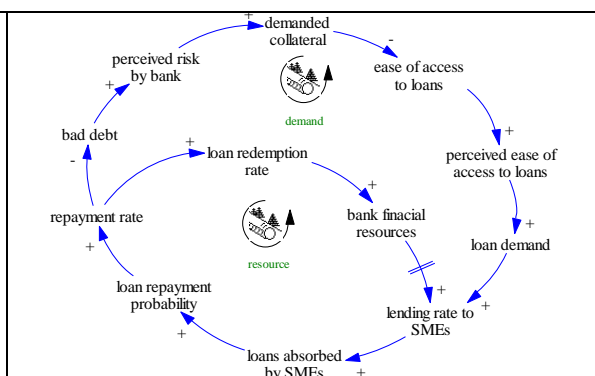 demanded
collateral
perceived risk
by bank
ease of access
to loans
demand
bad debt
loan redemption
rate
perceived ease of
access to loans
repayment rate
bank finacial
resources
loan demand
resource
loan repayment
probability
lending rate to
SMEs
loans absorbed
by SMEs
+
-
+
+
-
+
+
+
+
+
+
+
+
+